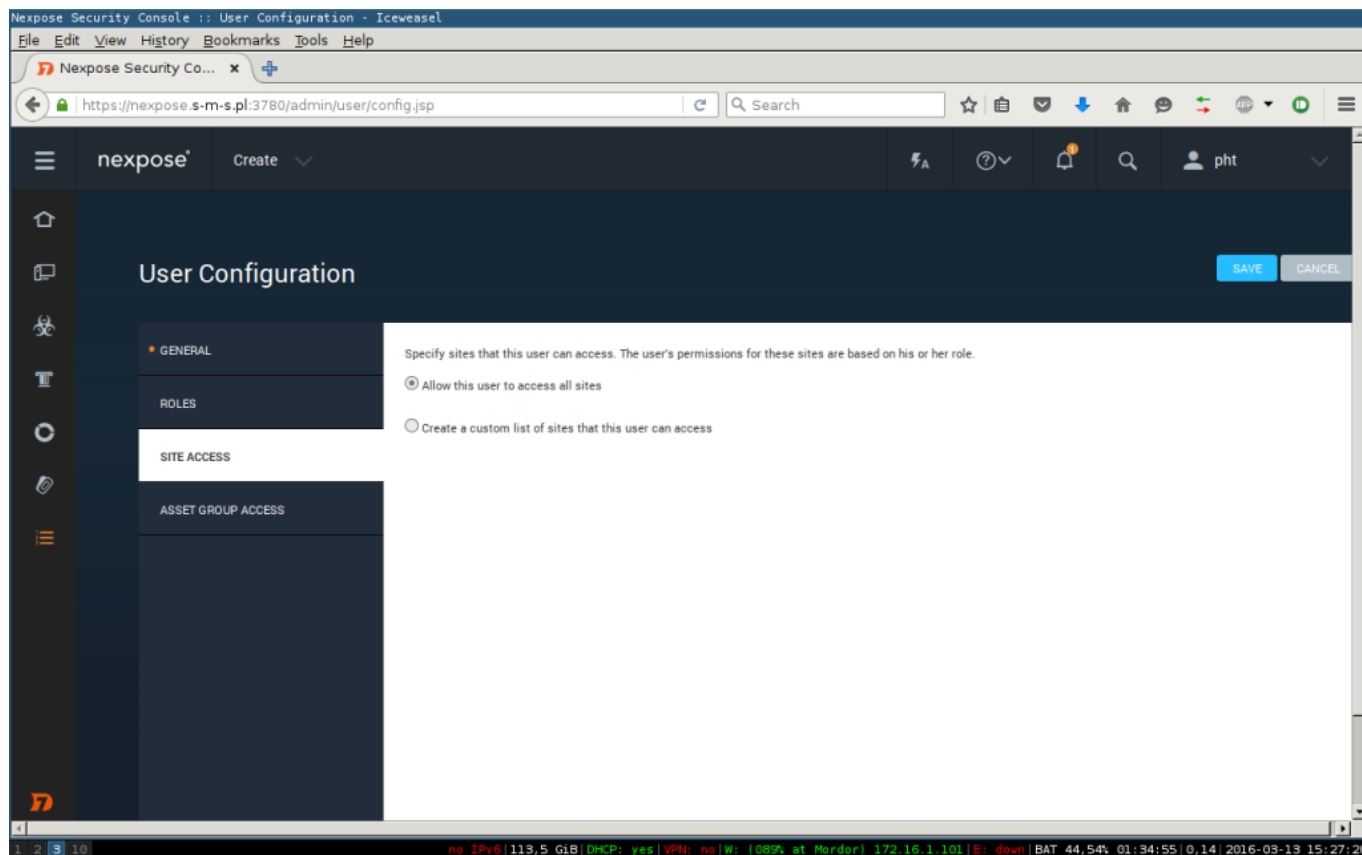 Nexpose Security Console :: User Configuration - Iceweasel
File Edit View History Bookmarks Tools Help
Nexpose Security Co...
https://nexpose.s-m-s.pl:3780/admin/user/config.jsp Search
nexpose Create A pht
User Configuration SAVE CANCEL
GENERAL
ROLES
SITE ACCESS
ASSET GROUP ACCESS
Specify sites that this user can access. The user's permissions for these sites are based on his or her role.
Allow this user to access all sites
Create a custom list of sites that this user can access
1 2 3 10 no IPv6|113,5 GiB|DHCP: yes|VPN: no|W: (089% at Mordor) 172.16.1.101|E: down|BAT 44,54% 01:34:55|0,14|2016-03-13 15:27:2